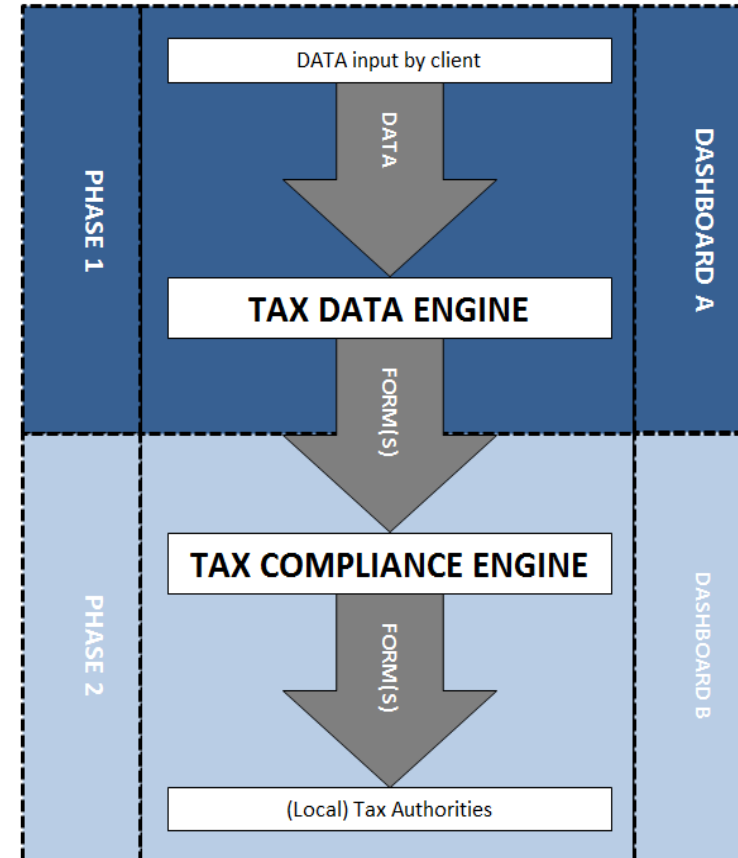 DATA input by client
DATA
PHASE 1
DASHBOARD A
TAX DATA ENGINE
FORM(S)
TAX COMPLIANCE ENGINE
PHASE 2
DASHBOARD B
FORM(S)
(Local) Tax Authorities